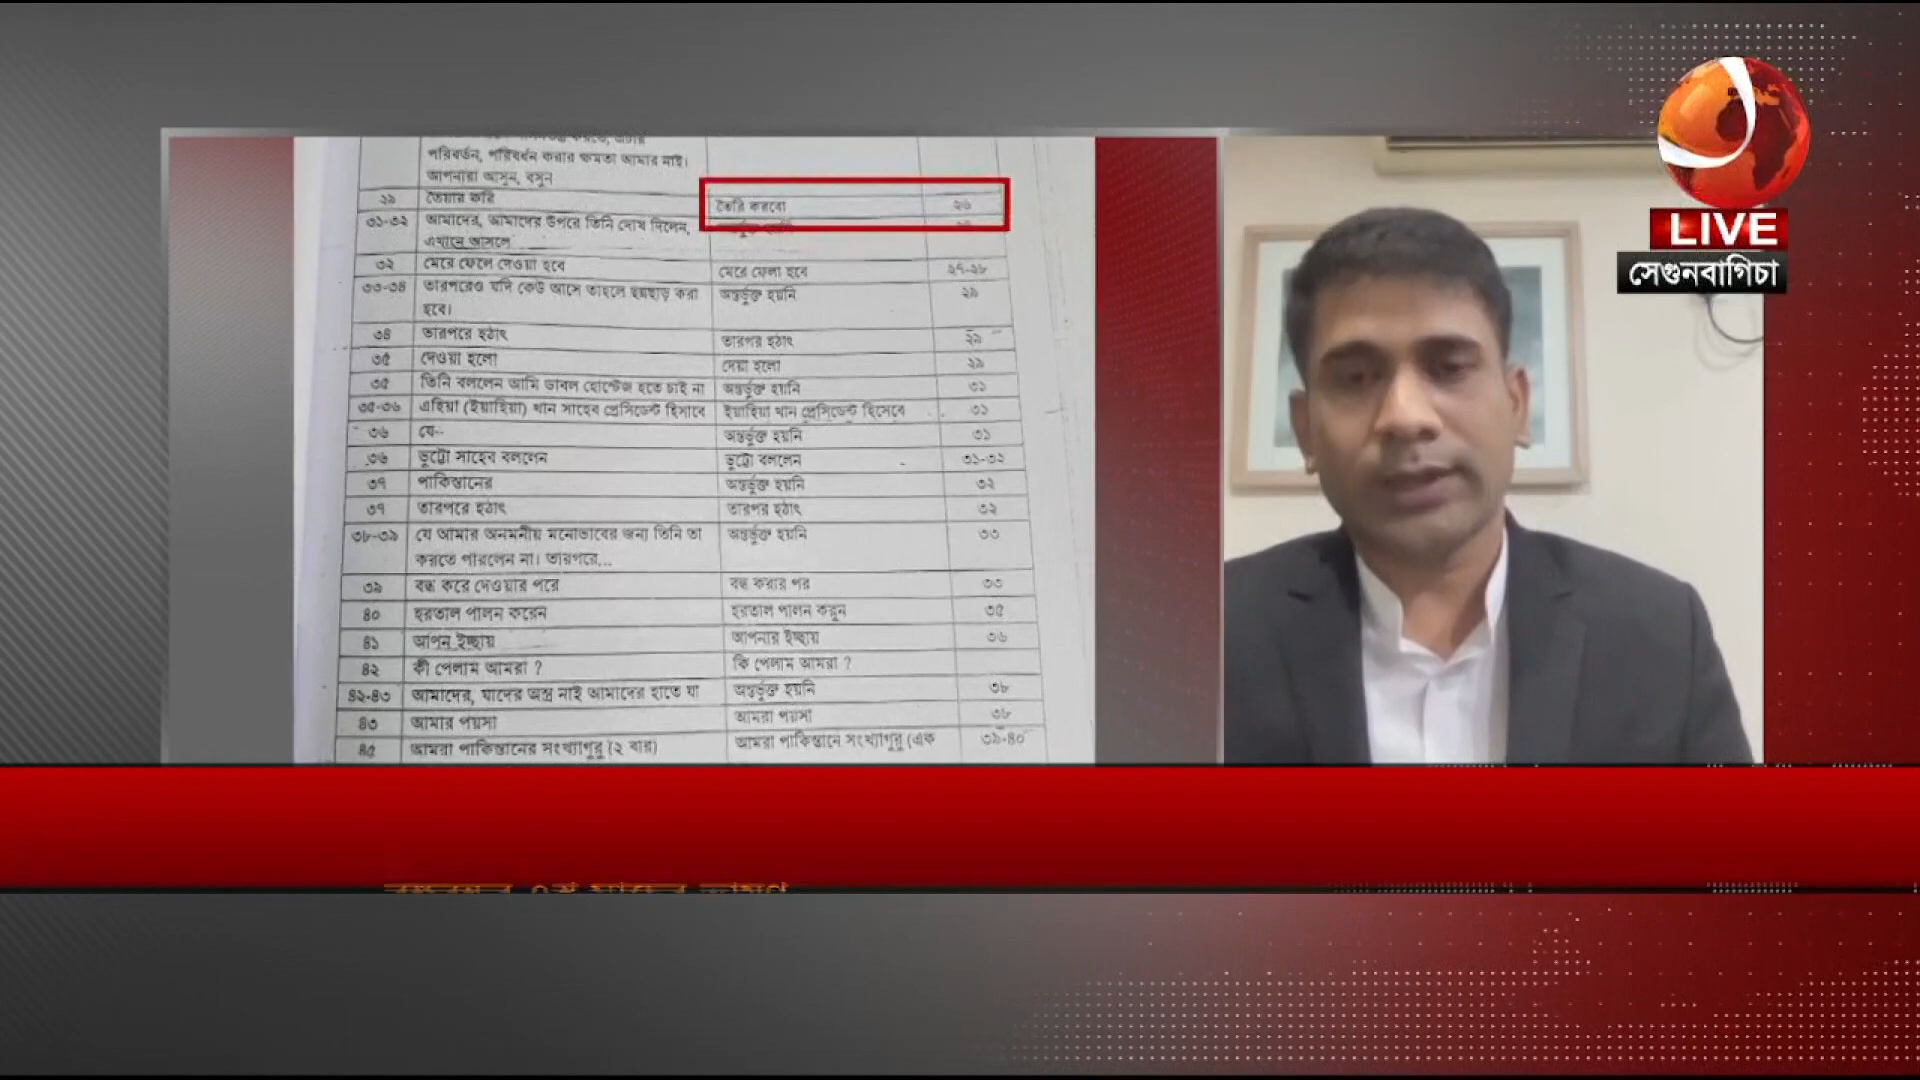 পরিবর্তন, পরিবর্ধন করার ক্ষমতা আমার নাই।
আপনারা আসুন, বসুন
২৯ তৈয়ার করি তৈরি করবো ২৬
৩১-৩২ আমাদের, আমাদের উপরে তিনি দোষ দিলেন,
এখানে আসলে
৩২ মেরে ফেলে দেওয়া হবে মেরে ফেলা হবে ২৭-২৮
৩৩-৩৪ তারপরেও যদি কেউ আসে তাহলে ছন্নছাড় করা অন্তর্ভুক্ত হয়নি ২৯
হবে।
৩৪ তারপরে হঠাৎ তারপর হঠাৎ ২৯
৩৫ দেওয়া হলো দেয়া হলো ২৯
৩৫ তিনি বললেন আমি ডাবল হোস্টেজ হতে চাই না অন্তর্ভুক্ত হয়নি ৩১
৩৫-৩৬ এহিয়া (ইয়াহিয়া) খান সাহেব প্রেসিডেন্ট হিসাবে ইয়াহিয়া খান প্রেসিডেন্ট হিসেবে ৩১
৩৬ যে-- অন্তর্ভুক্ত হয়নি ৩১
৩৬ ভুট্টো সাহেব বললেন ভুট্টো বললেন ৩১-৩২
৩৭ পাকিস্তানের অন্তর্ভুক্ত হয়নি ৩২
৩৭ তারপরে হঠাৎ তারপর হঠাৎ ৩২
৩৮-৩৯ যে আমার অনমনীয় মনোভাবের জন্য তিনি তা অন্তর্ভুক্ত হয়নি ৩৩
করতে পারলেন না। তারপরে...
৩৯ বন্ধ করে দেওয়ার পরে বন্ধ করার পর ৩৩
৪০ হরতাল পালন করেন হরতাল পালন করুন ৩৫
৪১ আপন ইচ্ছায় আপনার ইচ্ছায় ৩৬
৪২ কী পেলাম আমরা ? কি পেলাম আমরা ?
৪২-৪৩ আমাদের, যাদের অস্ত্র নাই আমাদের হাতে যা অন্তর্ভুক্ত হয়নি ৩৮
৪৩ আমার পয়সা আমরা পয়সা ৩৮
৪৫ আমরা পাকিস্তানের সংখ্যাগুরু (২ বার) আমরা পাকিস্তানে সংখ্যাগুরু (এক ৩৯-৪০
LIVE
সেগুনবাগিচা